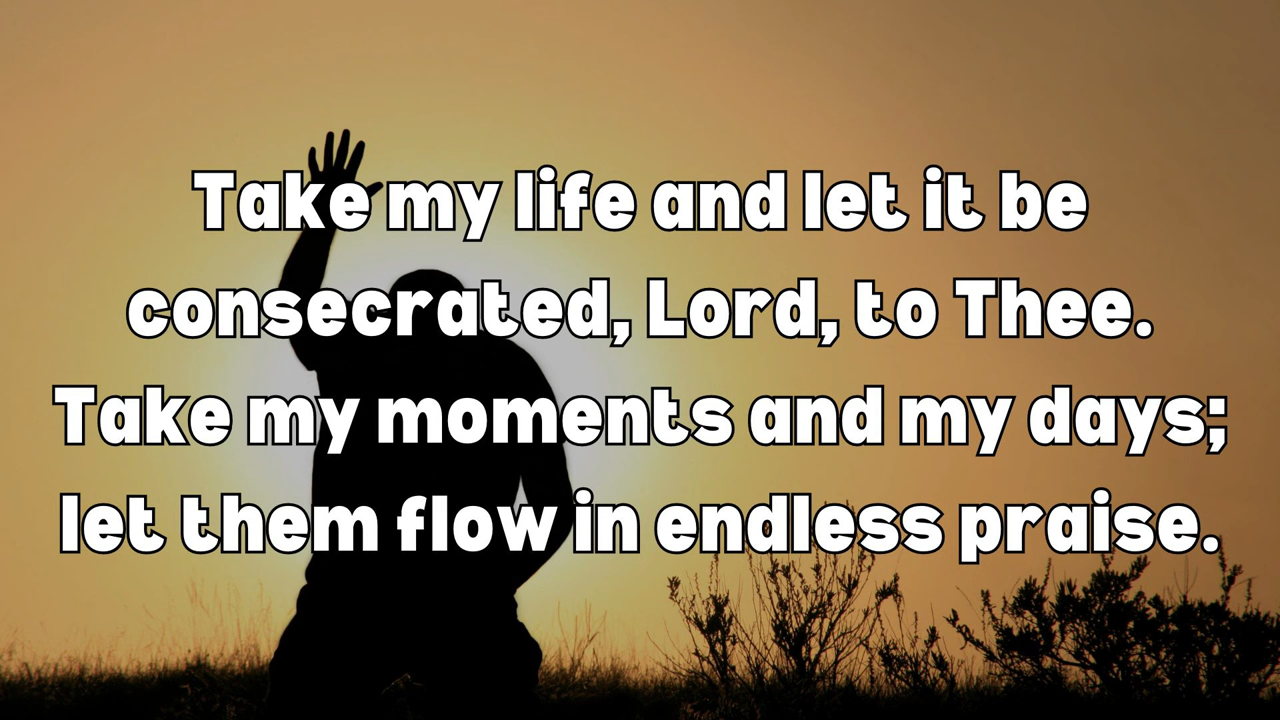 Take my life and let it be
consecrated, Lord, to Thee.
Take my moments and my days;
let them flow in endless praise.